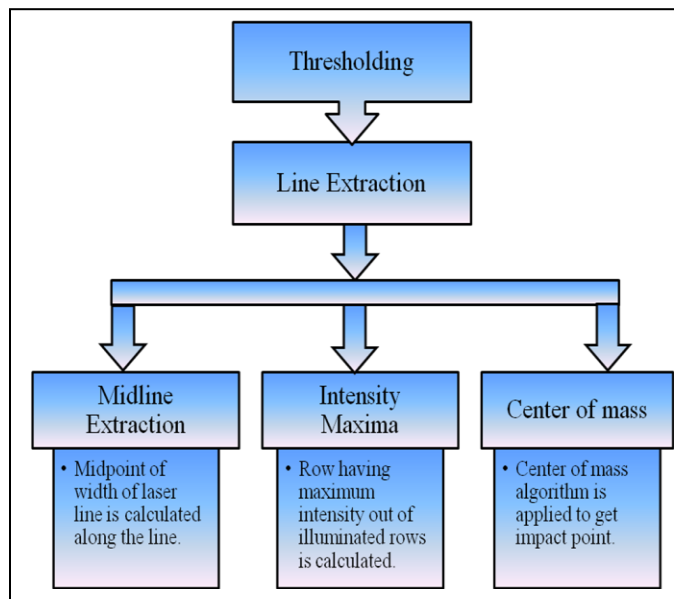 Thresholding
Line Extraction
Midline
Extraction
• Midpoint of
width of laser
line is calculated
along the line.
Intensity
Maxima
• Row having
maximum
intensity out of
illuminated rows
is calculated.
Center of mass
• Center of mass
algorithm is
applied to get
impact point.